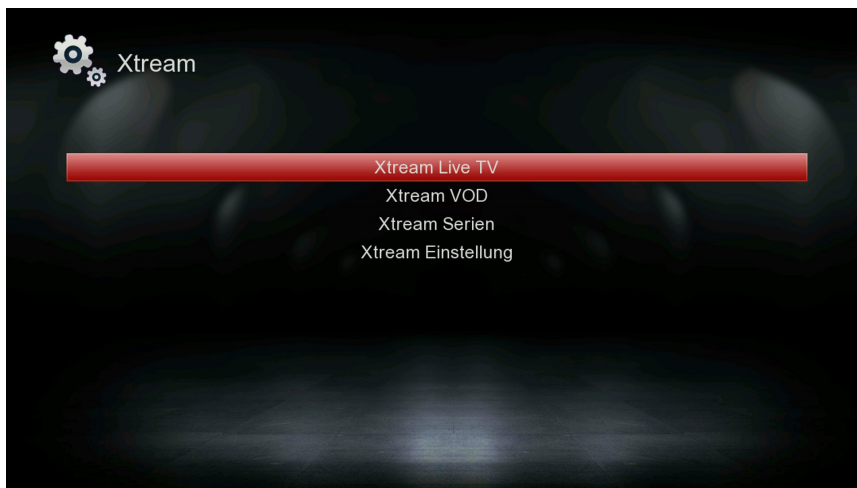 Xtream
Xtream Live TV
Xtream VOD
Xtream Serien
Xtream Einstellung